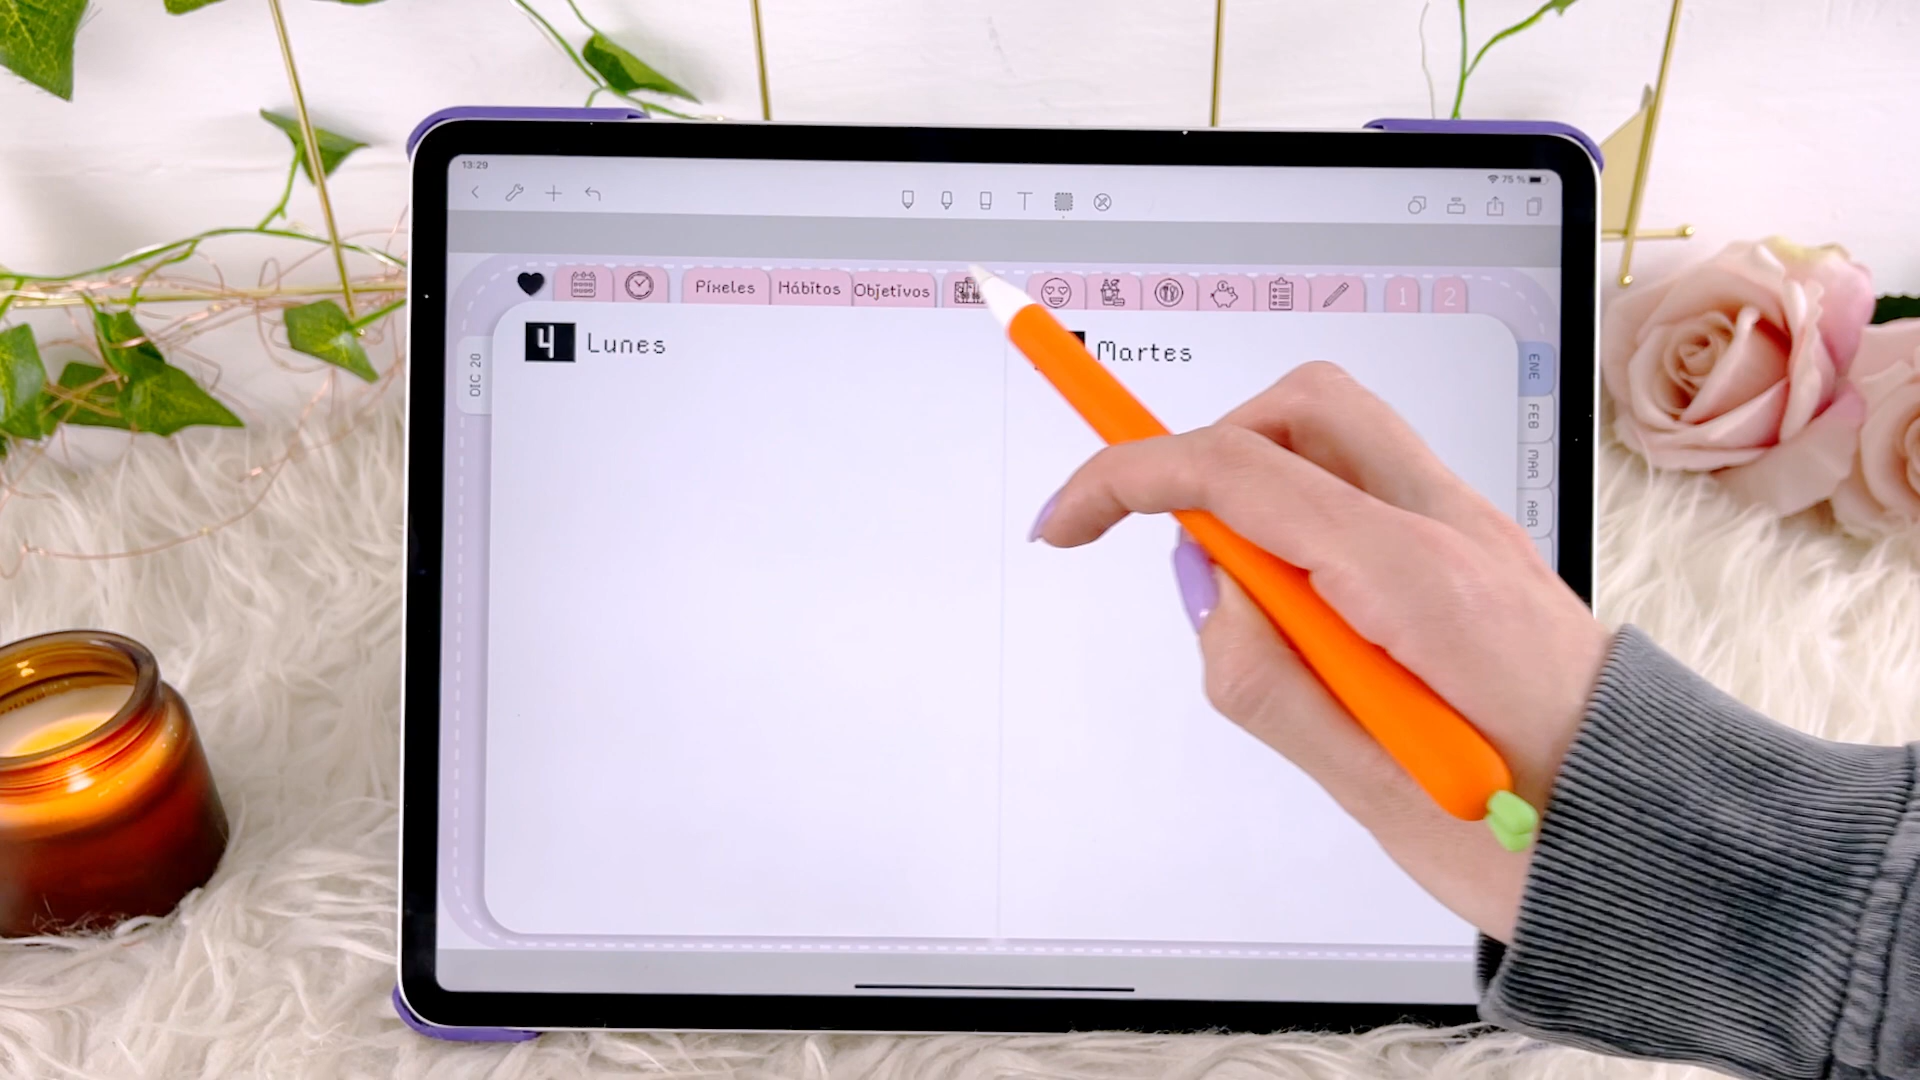 13:29
75 %
Píxeles
Hábitos
Objetivos
1
2
4 Lunes
Martes
DIC 20
ENE
FEB
MAR
ABR